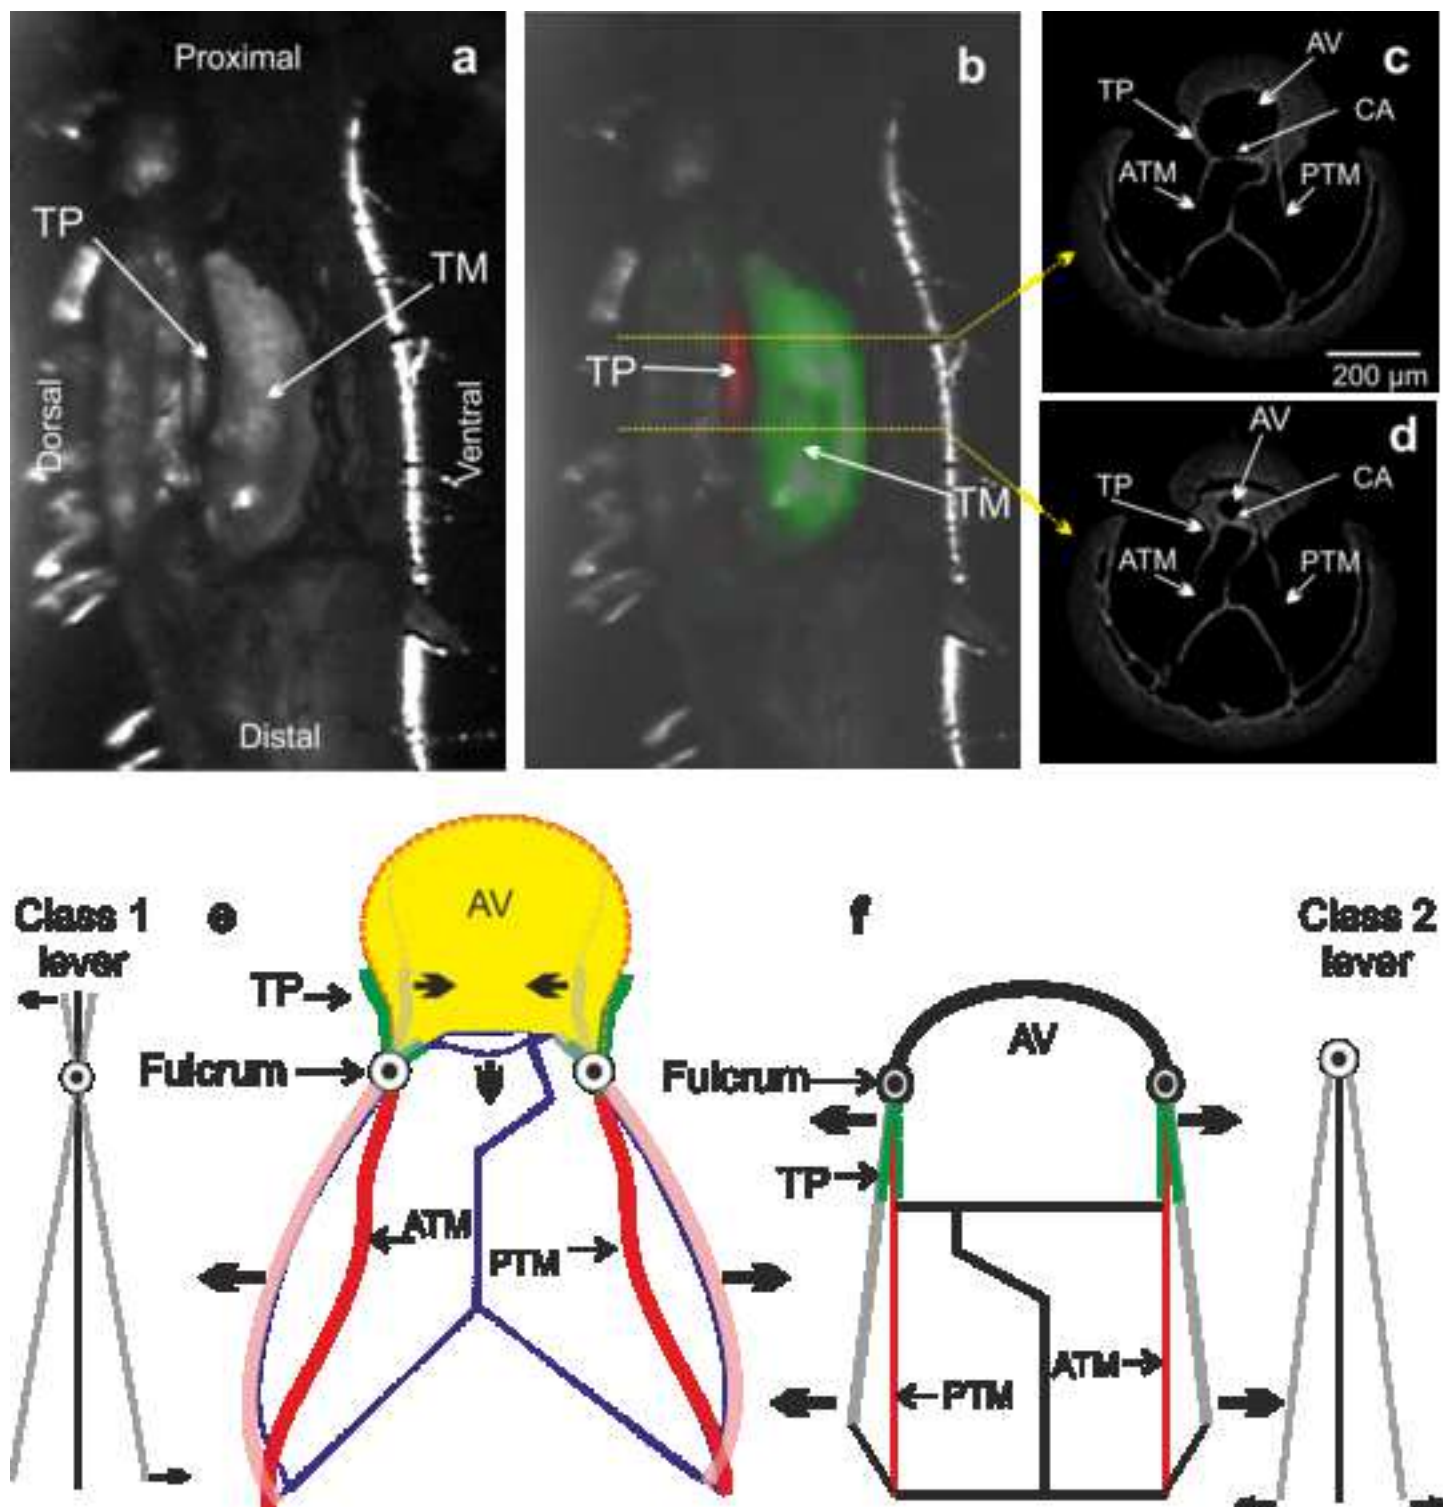 Proximal
a
TP
TM
Dorsal
Ventral
Distal
b
TP
TM
c
AV
TP
CA
ATM
PTM
200 µm
d
AV
TP
CA
ATM
PTM
Class 1
lever
e
AV
TP
Fulcrum
ATM
PTM
f
AV
Fulcrum
TP
ATM
PTM
Class 2
lever